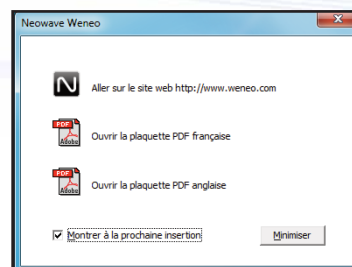 Neowave Weneo
Aller sur le site web http://www.weneo.com
PDF
Adobe
Ouvrir la plaquette PDF française
PDF
Adobe
Ouvrir la plaquette PDF anglaise
Montrer à la prochaine insertion
Minimiser